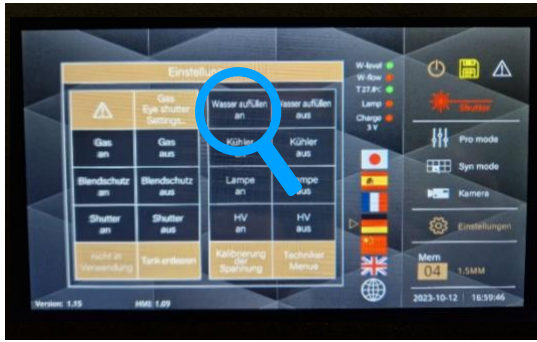 Einstellu
Gas
Eye shutter
Settings..
Wasser auffüllen
an
Wasser auffüllen
aus
Gas
an
Gas
aus
Kühler
an
Kühler
aus
Blendschutz
an
Blendschutz
aus
Lampe
an
Lampe
aus
Shutter
an
Shutter
aus
HV
an
HV
aus
nicht in
Verwendung
Tank entleeren
Kalibrierung
der
Spannung
Techniker
Menue
Version: 1.15
HMI: 1.09
W-level
W-flow
T27.8°C
Lamp
Charge
3 V
Shutter
Pro mode
Syn mode
Kamera
Einstellungen
Mem
04
1.5MM
2023-10-12 16:59:46